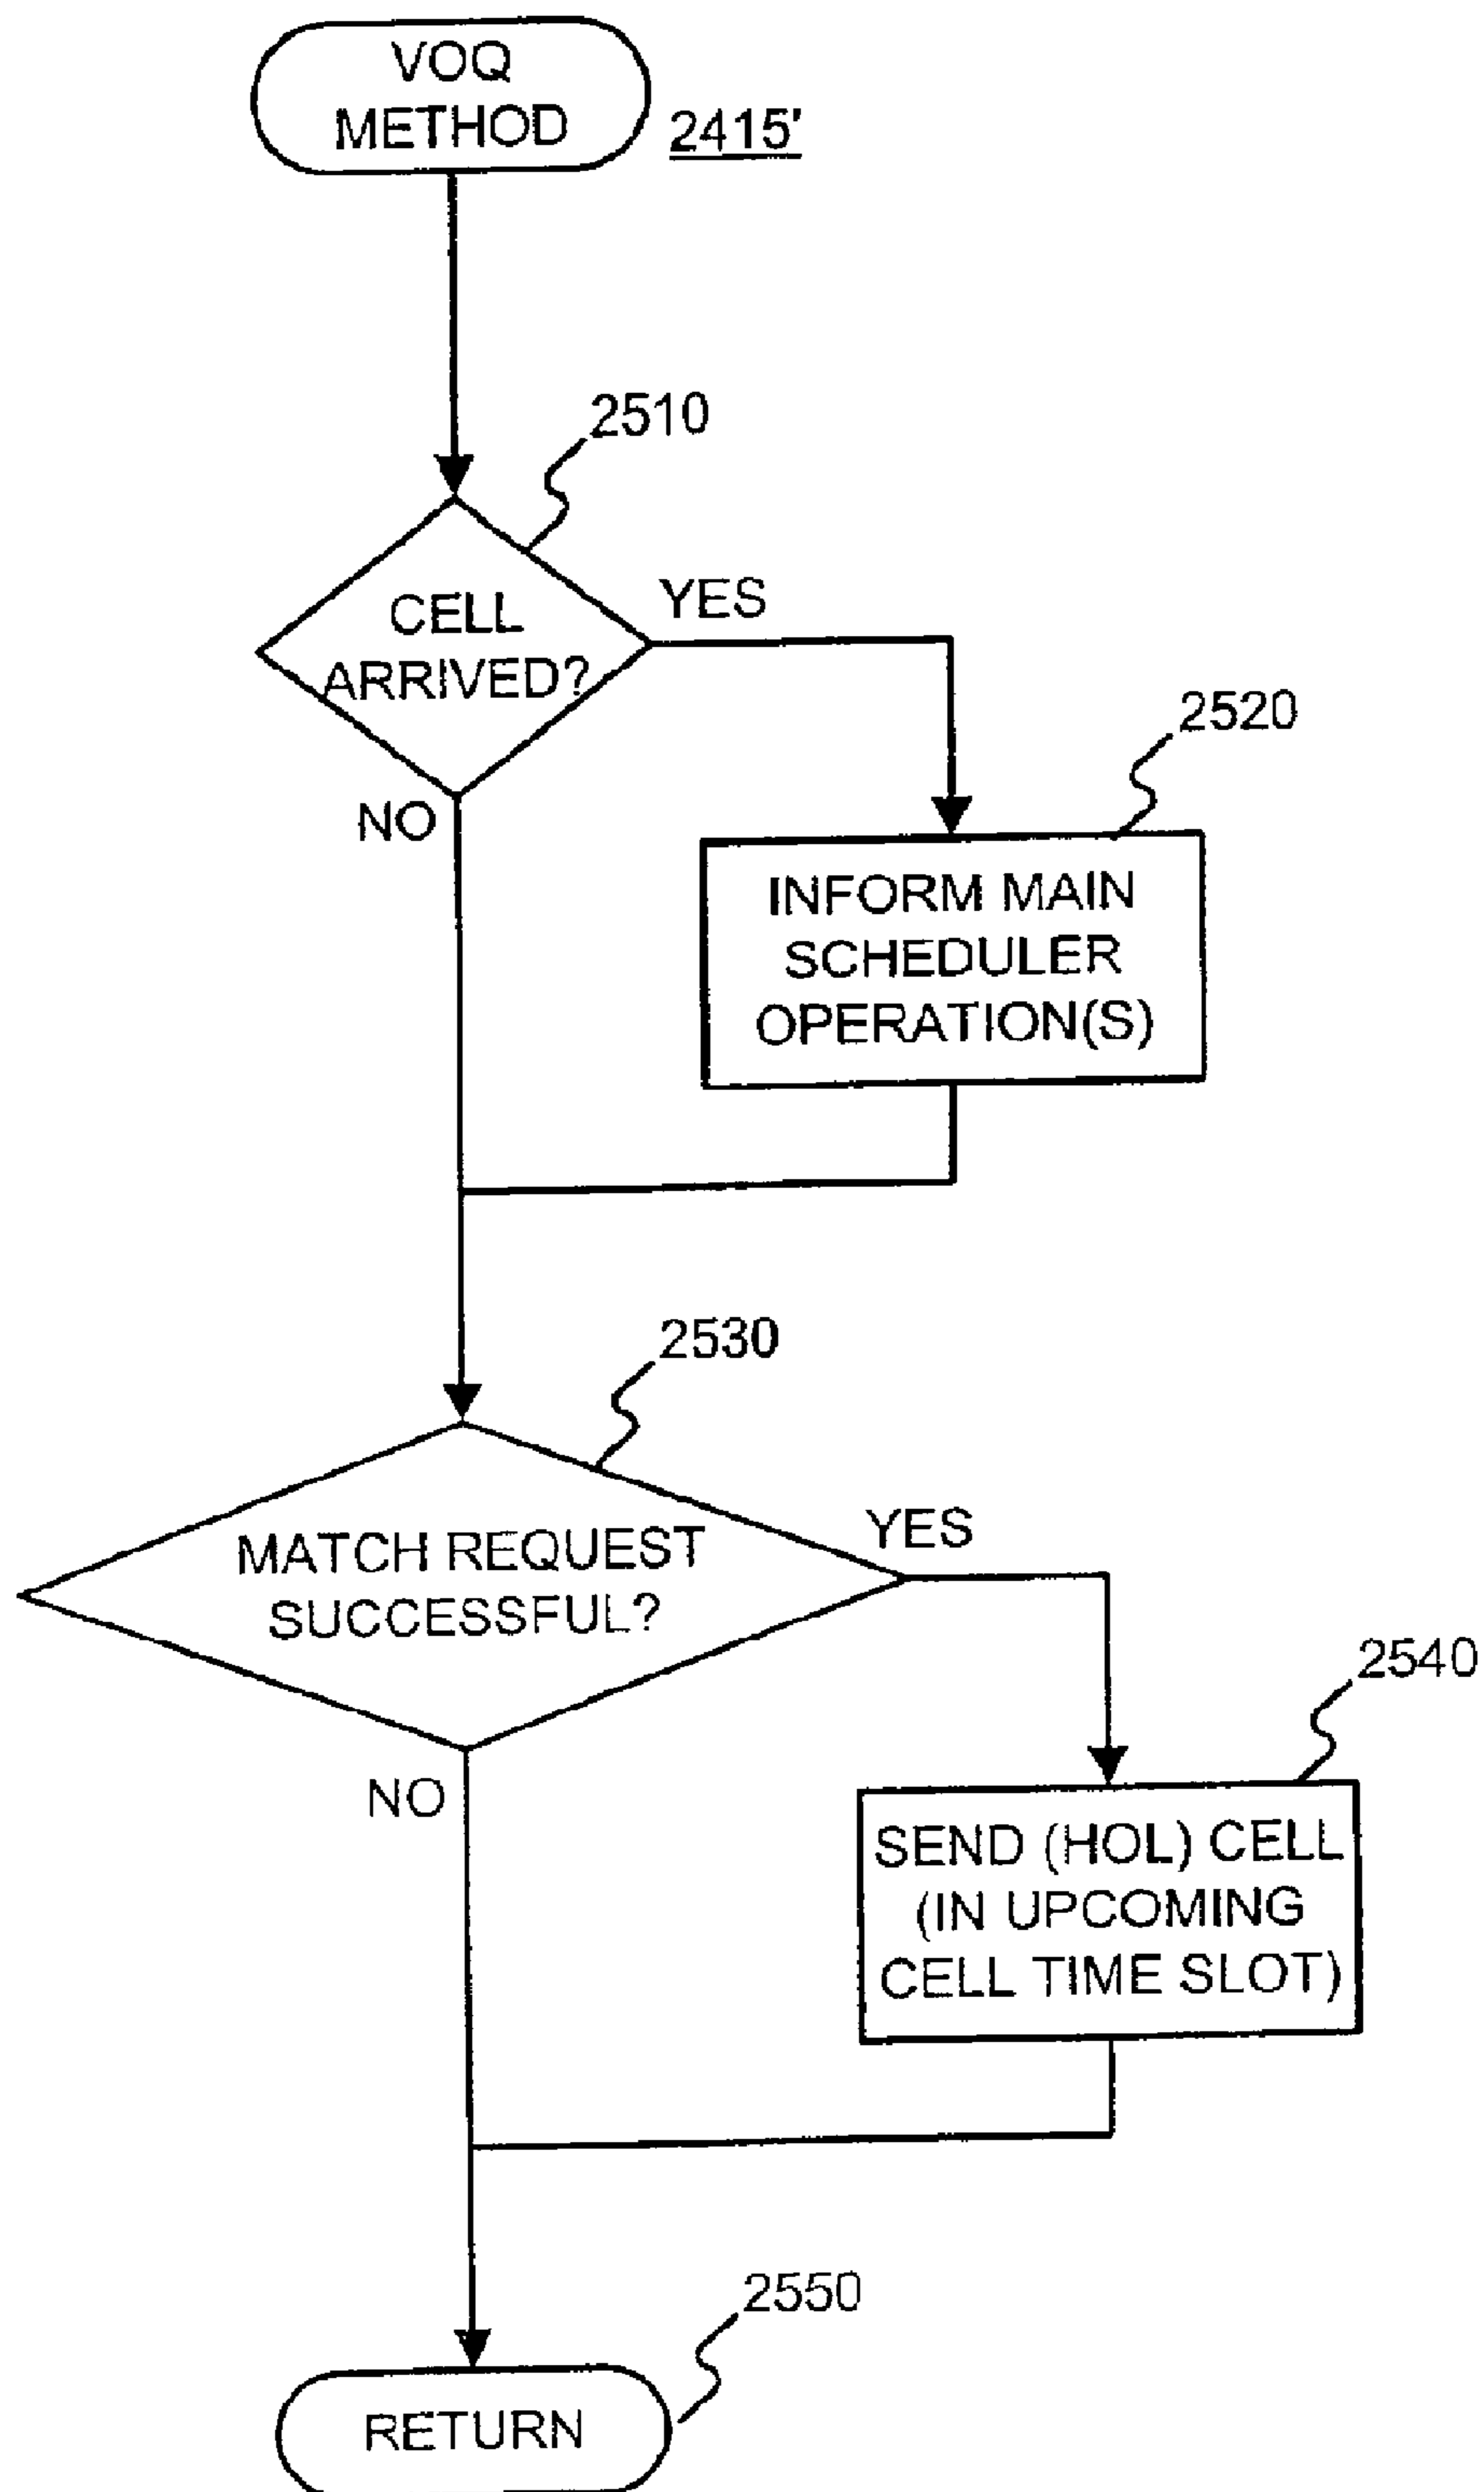 VOQ
METHOD
2415'
2510
CELL
ARRIVED?
YES
NO
2520
INFORM MAIN
SCHEDULER
OPERATION(S)
2530
MATCH REQUEST
SUCCESSFUL?
YES
NO
2540
SEND (HOL) CELL
(IN UPCOMING
CELL TIME SLOT)
2550
RETURN